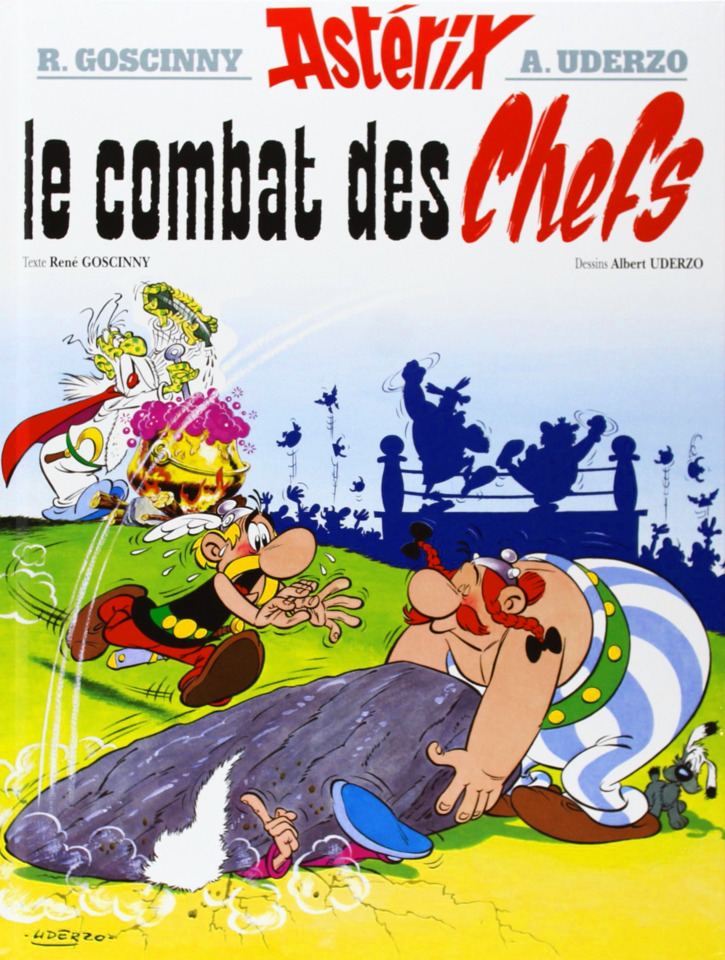 R. GOSCINNY Astérix A. UDERZO
le combat des Chefs
Texte René GOSCINNY
Dessins Albert UDERZO
UDERZO